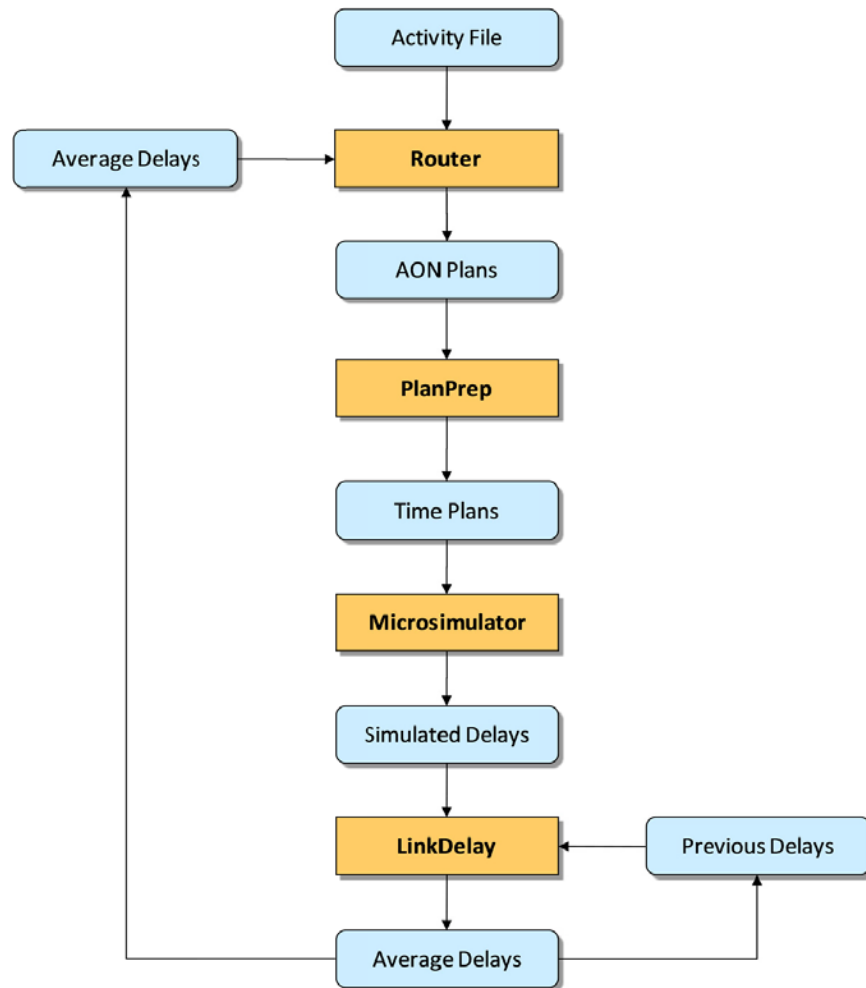 Activity File
Average Delays
Router
AON Plans
PlanPrep
Time Plans
Microsimulator
Simulated Delays
LinkDelay
Previous Delays
Average Delays